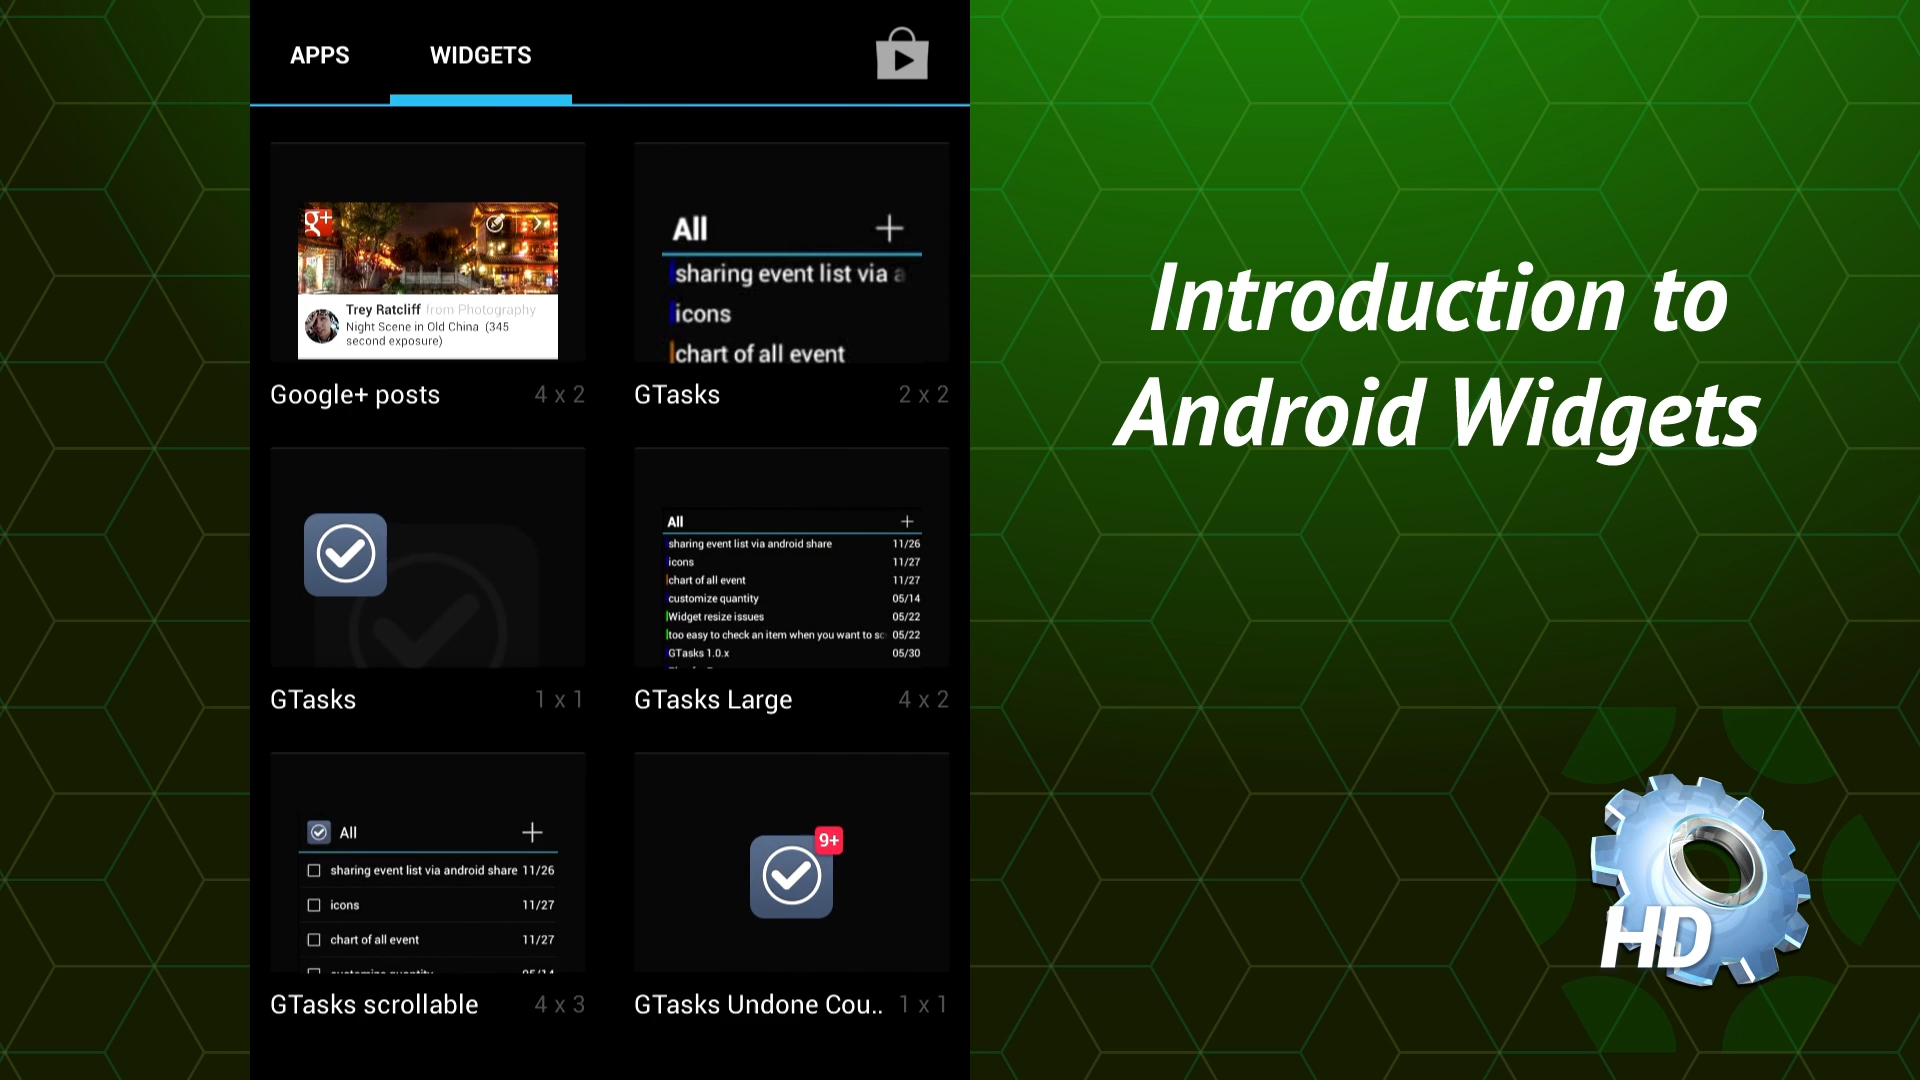 APPS
WIDGETS
g+
Trey Ratcliff from Photography
Night Scene in Old China (345
second exposure)
Google+ posts
4 x 2
All
sharing event list via a
icons
chart of all event
GTasks
2 x 2
GTasks
1 x 1
All
sharing event list via android share 11/26
icons 11/27
chart of all event 11/27
customize quantity 05/14
Widget resize issues 05/22
too easy to check an item when you want to sc 05/22
GTasks 1.0.x 05/30
GTasks Large
4 x 2
All
sharing event list via android share 11/26
icons 11/27
chart of all event 11/27
customize quantity 05/14
GTasks scrollable
4 x 3
9+
GTasks Undone Cou..
1 x 1
Introduction to
Android Widgets
HD